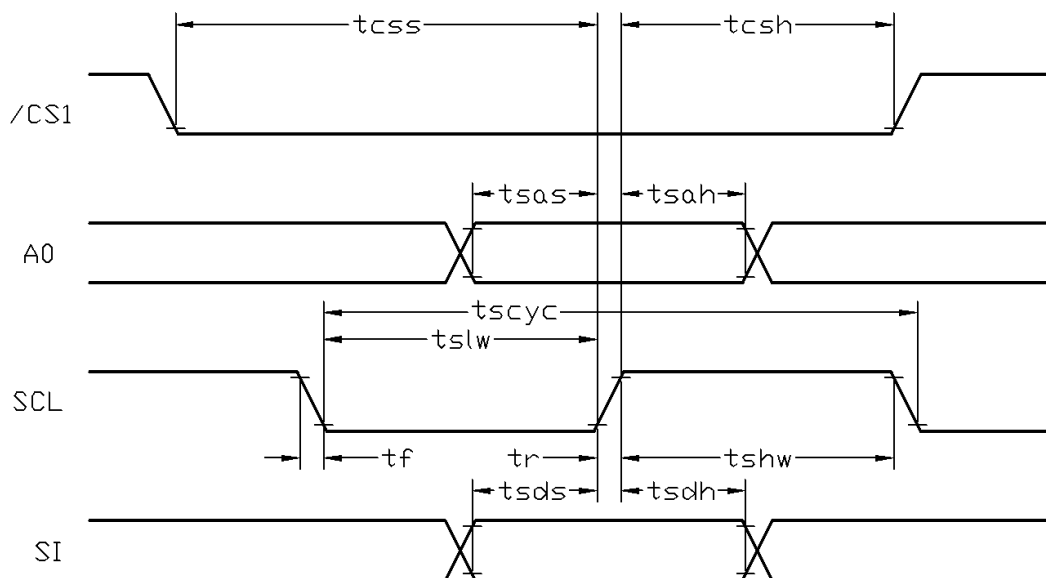 tcss tcsh
/CS1
tsas tsah
A0
tscyc
tslw
SCL
tf tr tshw
tsds tsdh
SI